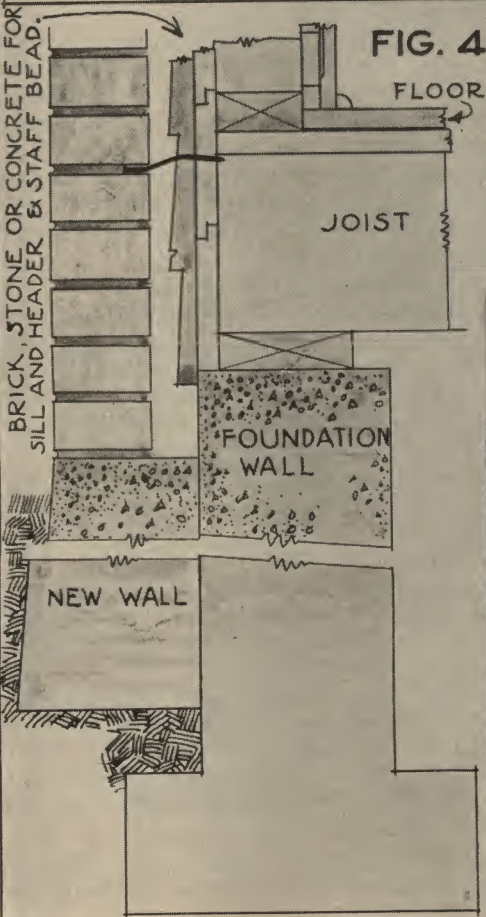 BRICK, STONE OR CONCRETE FOR
SILL AND HEADER & STAFF BEAD.
FIG. 4
FLOOR
JOIST
FOUNDATION
WALL
NEW WALL